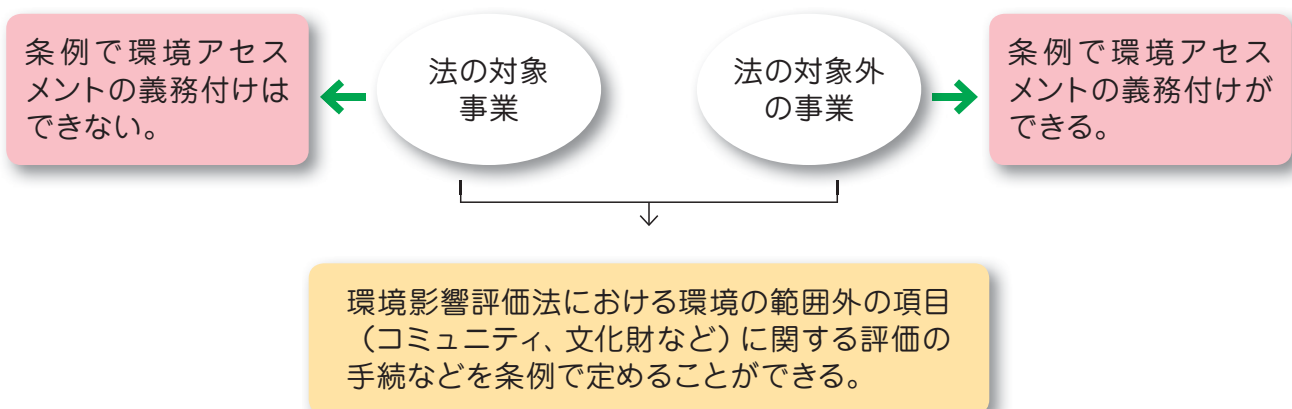 条例で環境アセス
メントの義務付けは
できない。
法の対象
事業
法の対象外
の事業
条例で環境アセス
メントの義務付けが
できる。
環境影響評価法における環境の範囲外の項目
（コミュニティ、文化財など）に関する評価の
手続などを条例で定めることができる。